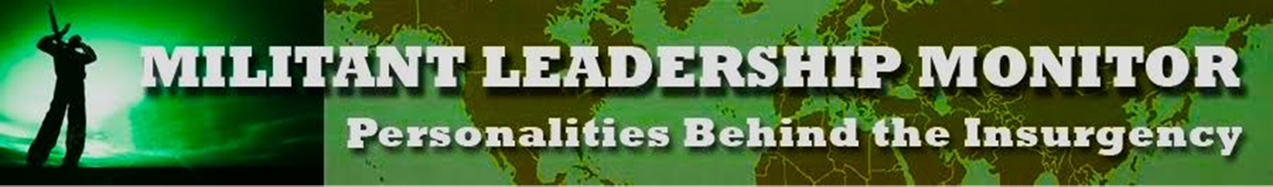 MILITANT LEADERSHIP MONITOR
Personalities Behind the Insurgency